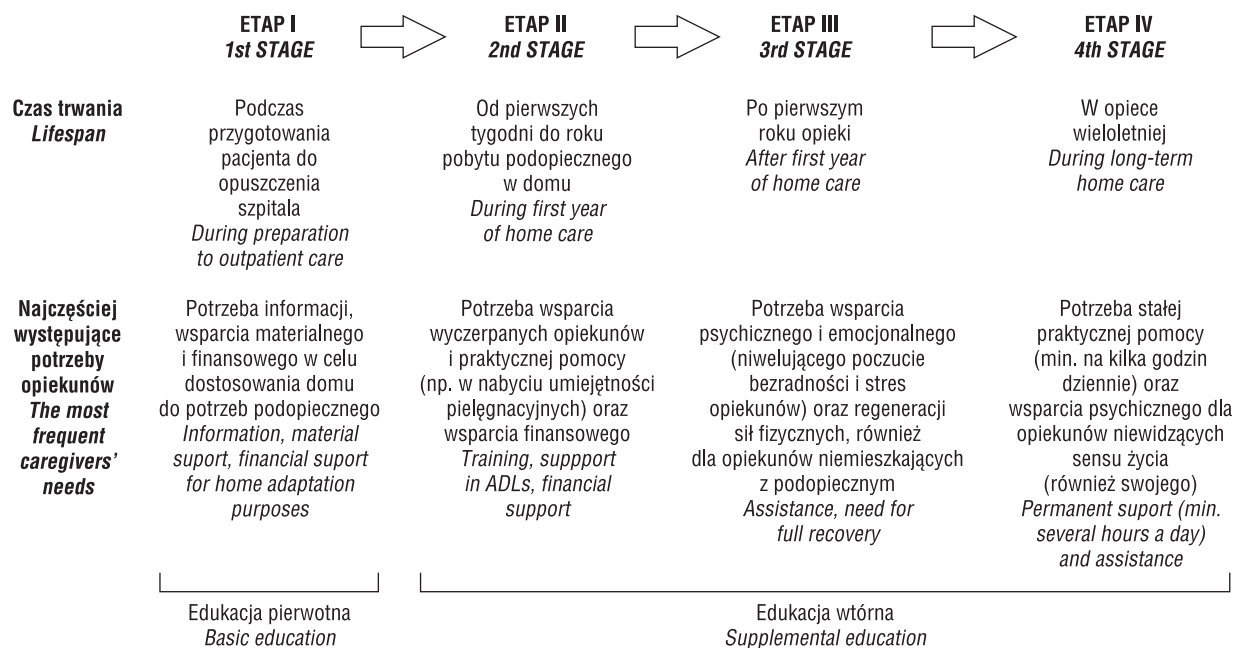 ETAP I
1st STAGE
ETAP II
2nd STAGE
ETAP III
3rd STAGE
ETAP IV
4th STAGE
Czas trwania
Lifespan
Podczas
przygotowania
pacjenta do
opuszczenia
szpitala
During preparation
to outpatient care
Od pierwszych
tygodni do roku
pobytu podopiecznego
w domu
During first year
of home care
Po pierwszym
roku opieki
After first year
of home care
W opiece
wieloletniej
During long-term
home care
Najczęściej
występujące
potrzeby
opiekunów
The most
frequent
caregivers'
needs
Potrzeba informacji,
wsparcia materialnego
i finansowego w celu
dostosowania domu
do potrzeb podopiecznego
Information, material
suport, financial suport
for home adaptation
purposes
Potrzeba wsparcia
wyczerpanych opiekunów
i praktycznej pomocy
(np. w nabyciu umiejętności
pielęgnacyjnych) oraz
wsparcia finansowego
Training, suppport
in ADLs, financial
support
Potrzeba wsparcia
psychicznego i emocjonalnego
(niwelującego poczucie
bezradności i stres
opiekunów) oraz regeneracji
sił fizycznych, również
dla opiekunów niemieszkających
z podopiecznym
Assistance, need for
full recovery
Potrzeba stałej
praktycznej pomocy
(min. na kilka godzin
dziennie) oraz
wsparcia psychicznego dla
opiekunów niewidzących
sensu życia
(również swojego)
Permanent suport (min.
several hours a day)
and assistance
Edukacja pierwotna
Basic education
Edukacja wtórna
Supplemental education